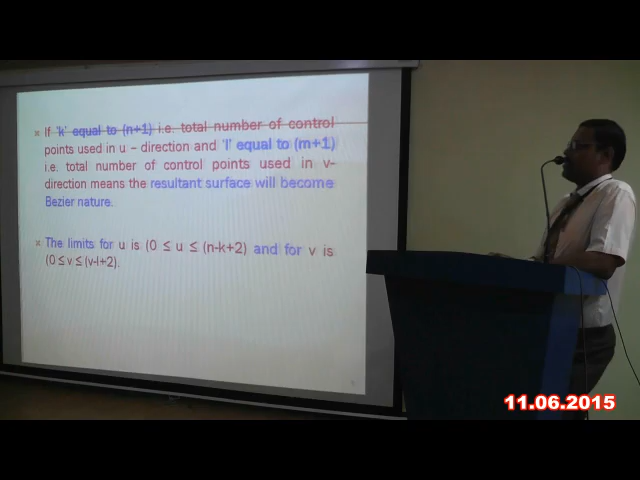 If 'k' equal to (n+1) i.e. total number of control
points used in u – direction and 'l' equal to (m+1)
i.e. total number of control points used in v-
direction means the resultant surface will become
Bezier nature.
The limits for u is (0 ≤ u ≤ (n-k+2) and for v is
(0 ≤ v ≤ (v-l+2).
11.06.2015